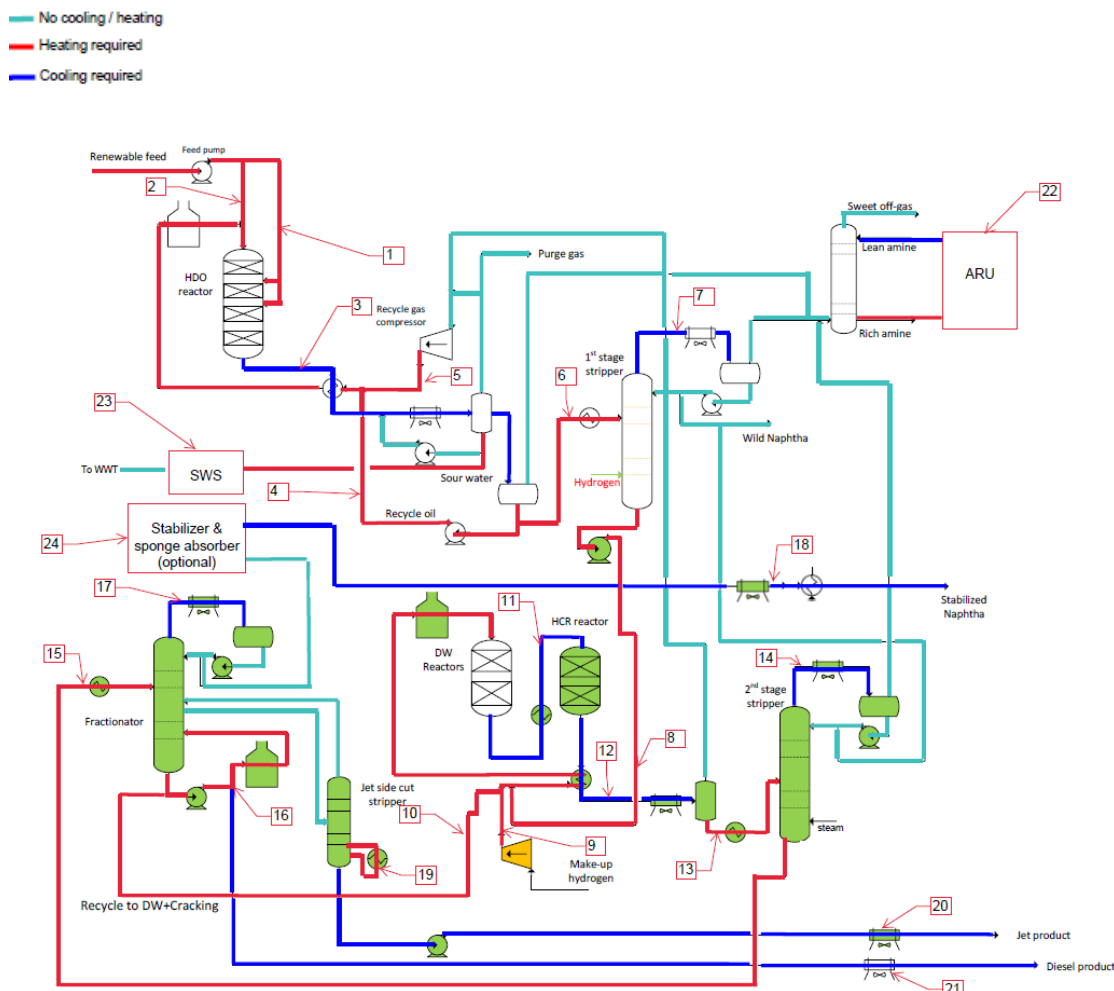 No cooling / heating
Heating required
Cooling required
Feed pump
Renewable feed
2
22
Sweet off-gas
1
Lean amine
HDO
reactor
ARU
Purge gas
3
7
Recycle gas
compressor
Rich amine
1st stage
stripper
5
6
23
Wild Naphtha
To WWT
SWS
Sour water
Hydrogen
4
Recycle oil
Stabilizer &
sponge absorber
(optional)
24
18
17
11
HCR reactor
Stabilized
Naphtha
DW
Reactors
14
15
2nd stage
stripper
Fractionator
8
12
Jet side cut
stripper
16
10
steam
9
13
19
Make-up
hydrogen
Recycle to DW+Cracking
20
Jet product
Diesel product
21